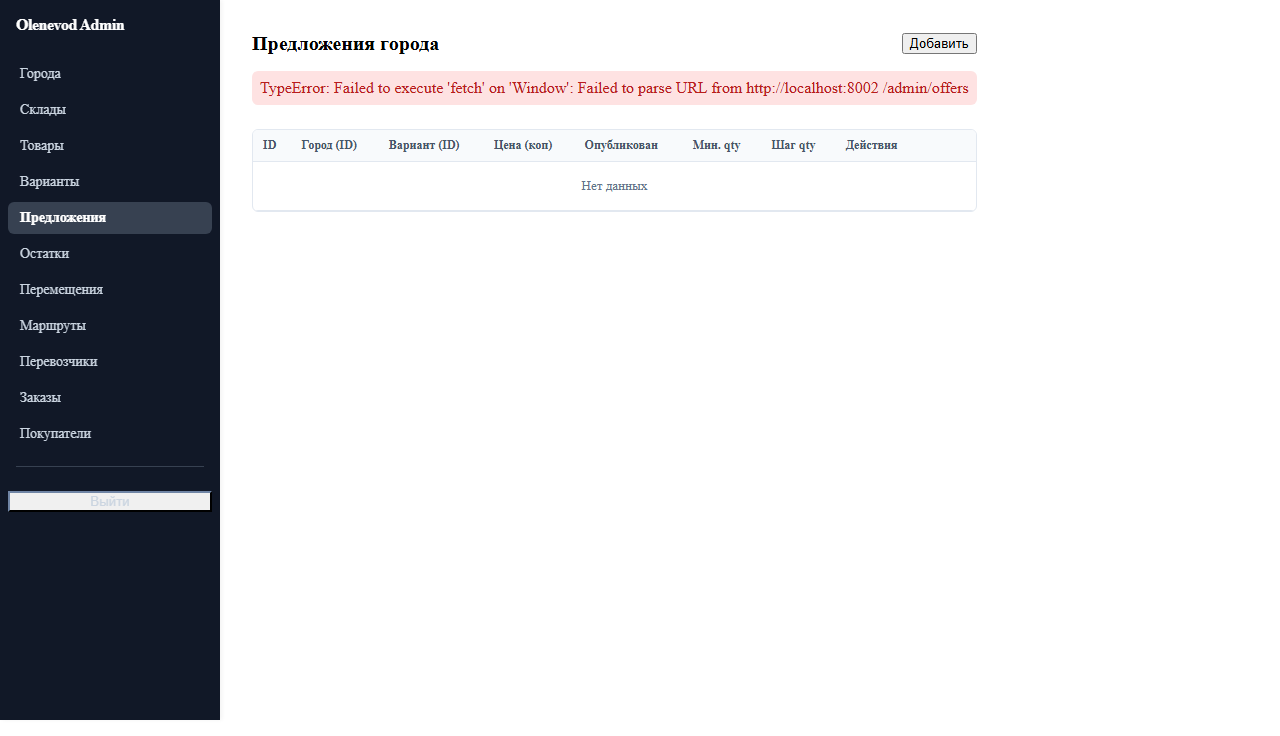 Olenevod Admin
Города
Склады
Товары
Варианты
Предложения
Остатки
Перемещения
Маршруты
Перевозчики
Заказы
Покупатели
Выйти
Предложения города
Добавить
TypeError: Failed to execute 'fetch' on 'Window': Failed to parse URL from http://localhost:8002 /admin/offers
ID Город (ID) Вариант (ID) Цена (коп) Опубликован Мин. qty Шаг qty Действия
Нет данных